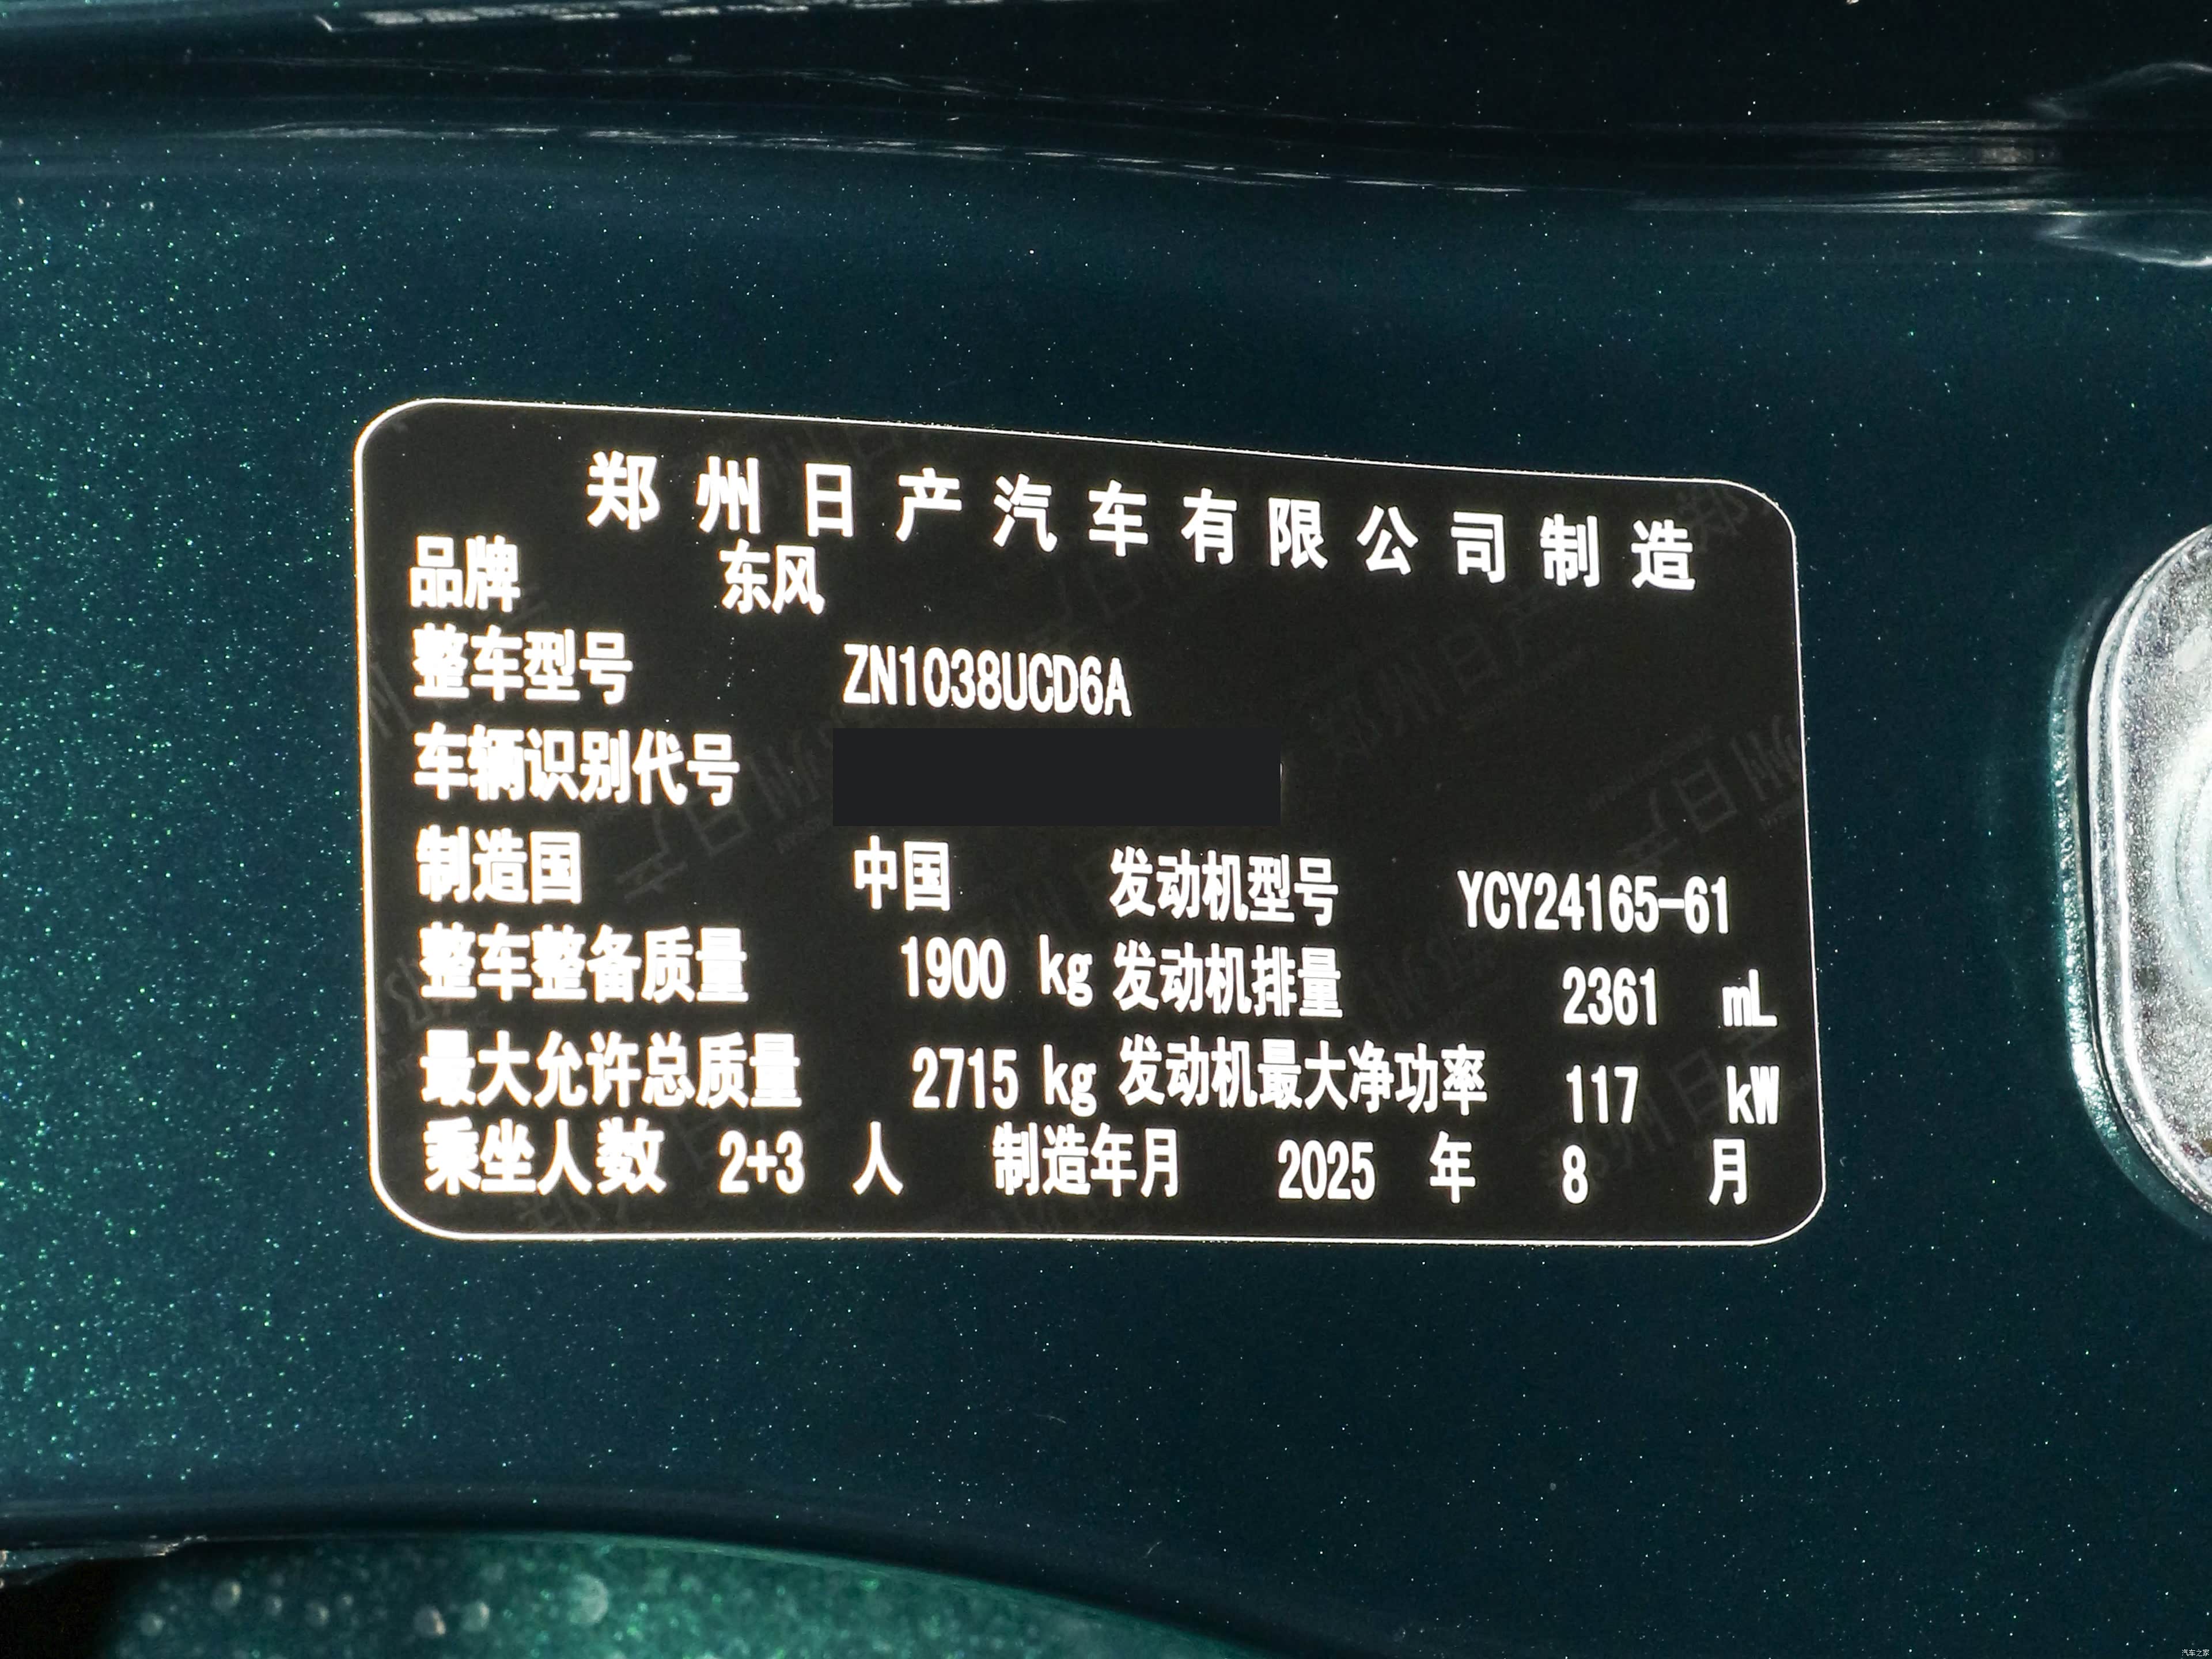 郑州日产汽车有限公司制造
品牌 东风
整车型号 ZN1038UCD6A
车辆识别代号
制造国 中国 发动机型号 YCY24165-61
整车整备质量 1900 kg 发动机排量 2361 mL
最大允许总质量 2715 kg 发动机最大净功率 117 kW
乘坐人数 2+3 人 制造年月 2025 年 8 月
汽车之家